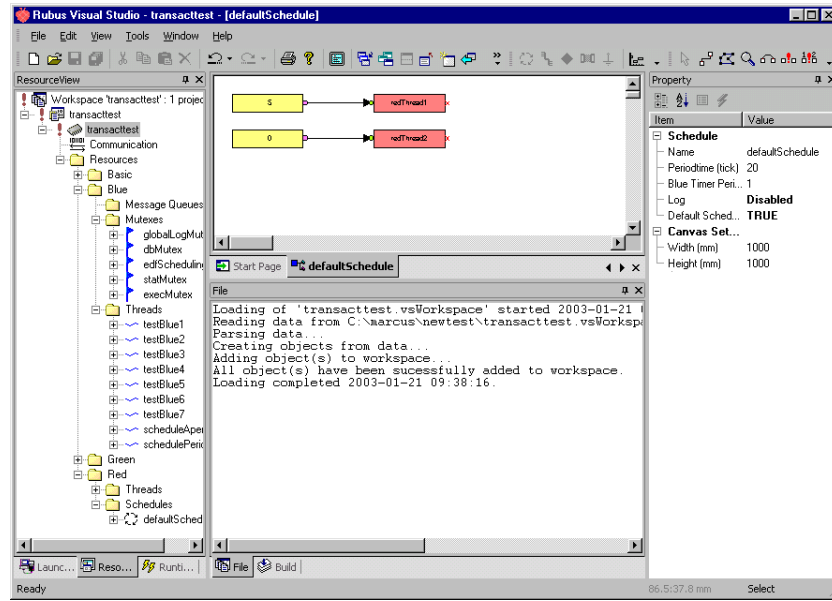 Rubus Visual Studio - transacttest - [defaultSchedule]
File Edit View Tools Window Help
ResourceView
Workspace 'transacttest' : 1 projec
transacttest
transacttest
Communication
Resources
Basic
Blue
Message Queues
Mutexes
globalLogMut
dbMutex
edfScheduling
statMutex
execMutex
Threads
testBlue1
testBlue2
testBlue3
testBlue4
testBlue5
testBlue6
testBlue7
scheduleAper
schedulePeric
Green
Red
Threads
Schedules
defaultSched
Launc... Reso... Runti...
S redThread1
0 redThread2
Start Page defaultSchedule
File
Loading of 'transacttest.vsWorkspace' started 2003-01-21
Reading data from C:\marcus\newtest\transacttest.vsWorksp
Parsing data...
Creating objects from data...
Adding object(s) to workspace...
All object(s) have been sucessfully added to workspace.
Loading completed 2003-01-21 09:38:16.
File Build
Property
Item Value
Schedule
Name defaultSchedule
Periodtime (tick) 20
Blue Timer Peri... 1
Log Disabled
Default Sched... TRUE
Canvas Set...
Width (mm) 1000
Height (mm) 1000
Ready 86.5:37.8 mm Select